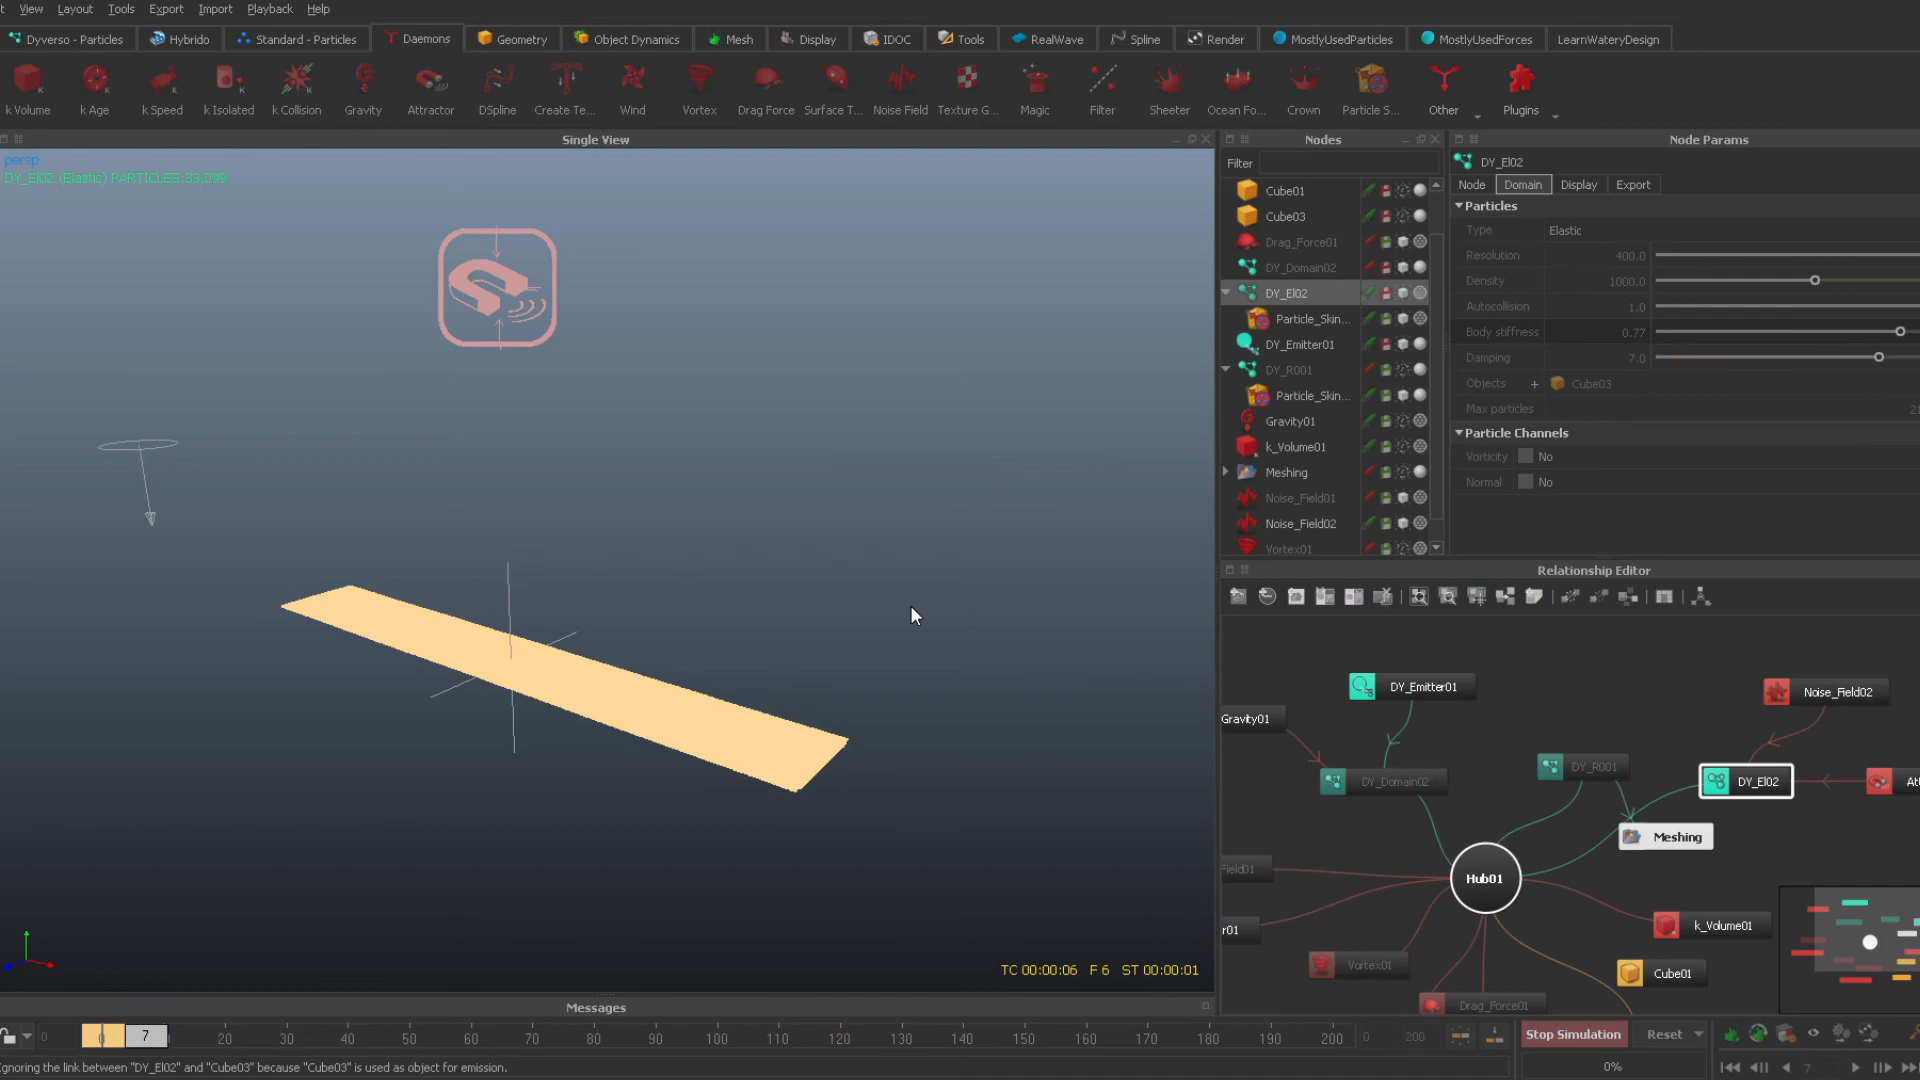 View Layout Tools Export Import Playback Help
Dyverso - Particles Hybrido Standard - Particles Daemons Geometry Object Dynamics Mesh Display IDOC Tools RealWave Spline Render MostlyUsedParticles MostlyUsedForces LearnWateryDesign
k Volume k Age k Speed k Isolated k Collision Gravity Attractor DSpline Create Te... Wind Vortex Drag Force Surface T... Noise Field Texture G... Magic Filter Sheeter Ocean Fo... Crown Particle S... Other Plugins
Single View
persp
DY_El02 (Elastic) PARTICLES:33,099
TC 00:00:06 F 6 ST 00:00:01
Nodes
Filter
Cube01
Cube03
Drag_Force01
DY_Domain02
DY_El02
Particle_Skin...
DY_Emitter01
DY_R001
Particle_Skin...
Gravity01
k_Volume01
Meshing
Noise_Field01
Noise_Field02
Vortex01
Node Params
DY_El02
Node Domain Display Export
Particles
Type Elastic
Resolution 400.0
Density 1000.0
Autocollision 1.0
Body stiffness 0.77
Damping 7.0
Objects + Cube03
Max particles
Particle Channels
Vorticity No
Normal No
Relationship Editor
DY_Emitter01
Noise_Field02
Gravity01
DY_Domain02
DY_R001
DY_El02
Meshing
Hub01
k_Volume01
Vortex01
Cube01
Drag_Force01
Messages
0 0 7 20 30 40 50 60 70 80 90 100 110 120 130 140 150 160 170 180 190 200 0 200
Stop Simulation Reset
Ignoring the link between "DY_El02" and "Cube03" because "Cube03" is used as object for emission.
0% 7